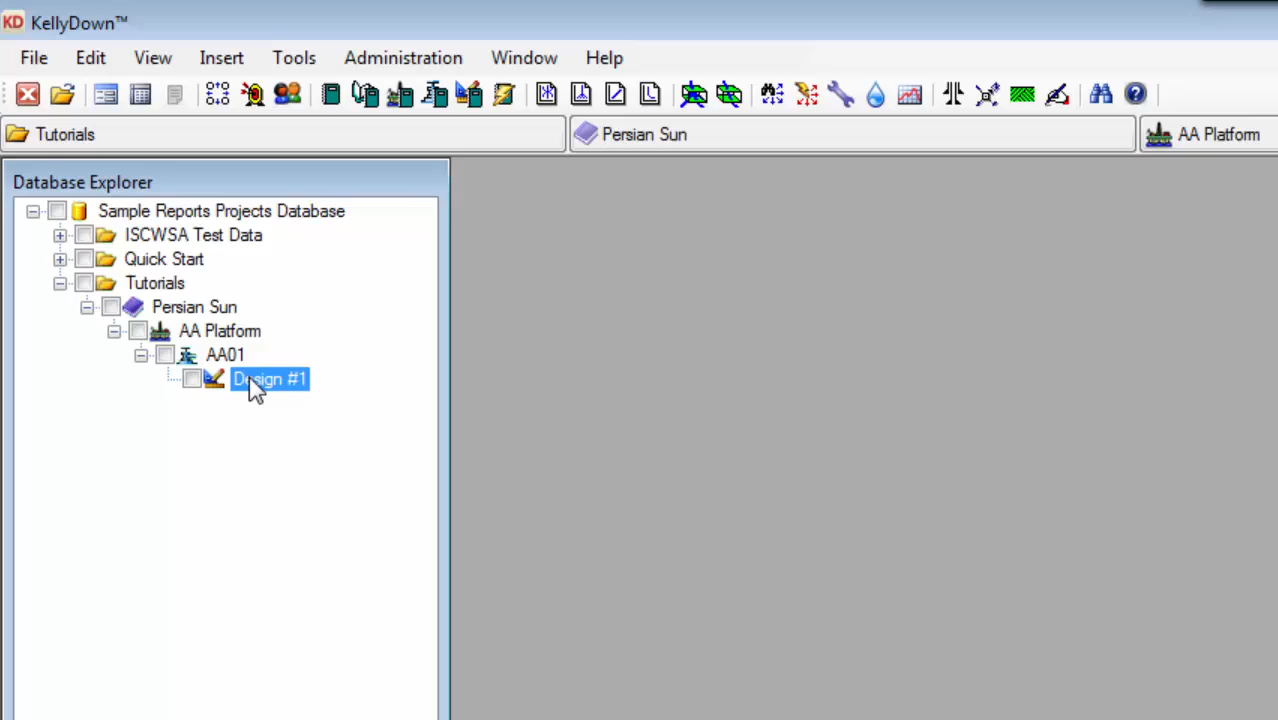 KD KellyDown™
File Edit View Insert Tools Administration Window Help
Tutorials Persian Sun AA Platform
Database Explorer
Sample Reports Projects Database
ISCWSA Test Data
Quick Start
Tutorials
Persian Sun
AA Platform
AA01
Design #1